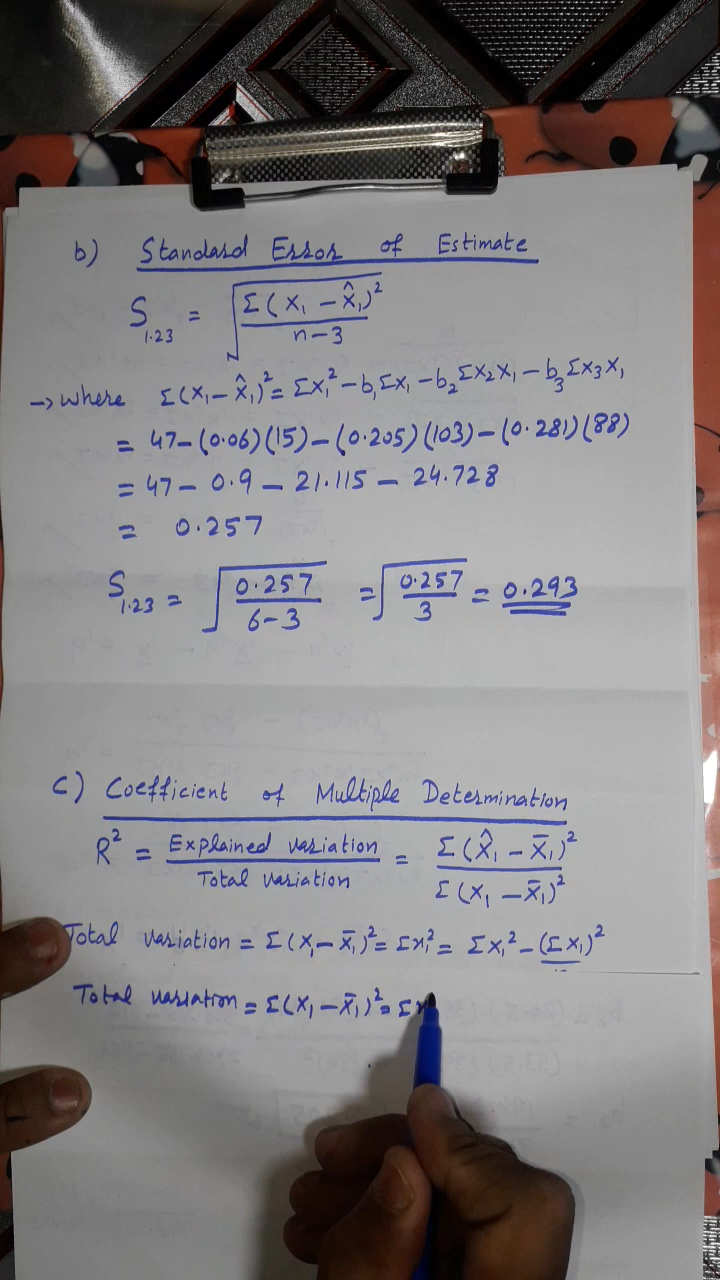 b) Standard Error of Estimate
S₁.₂₃ = √(Σ(X₁ − X̂₁)² / n−3)
→ where Σ(X₁ − X̂₁)² = ΣX₁² − b₁ΣX₁ − b₂ΣX₂X₁ − b₃ΣX₃X₁
= 47 − (0.06)(15) − (0.205)(103) − (0.281)(88)
= 47 − 0.9 − 21.115 − 24.728
= 0.257
S₁.₂₃ = √(0.257 / 6−3) = √(0.257 / 3) = 0.293
C) Coefficient of Multiple Determination
R² = Explained variation / Total variation = Σ(X̂₁ − X̄₁)² / Σ(X₁ − X̄₁)²
Total variation = Σ(X₁ − X̄₁)² = Σx₁² = ΣX₁² − (ΣX₁)²
Total variation = Σ(X₁ − X̄₁)² = Σx